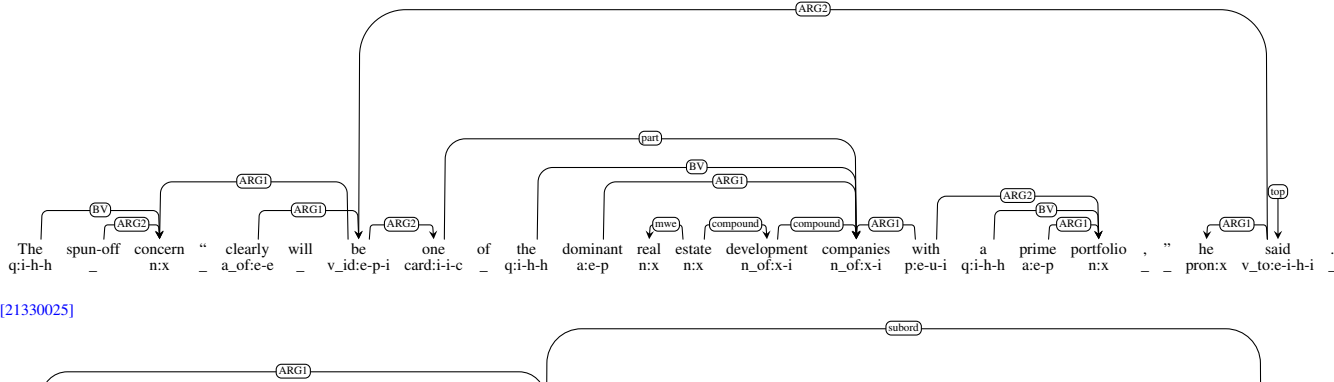 ARG2
part
BV
ARG1 ARG1
BV ARG1 ARG2
ARG2 ARG2 mwe compound compound ARG1 BV ARG1 ARG1 top
The spun-off concern “ clearly will be one of the dominant real estate development companies with a prime portfolio , ” he said .
q:i-h-h _ n:x _ a_of:e-e _ v_id:e-p-i card:i-i-c _ q:i-h-h a:e-p n:x n:x n_of:x-i n_of:x-i p:e-u-i q:i-h-h a:e-p n:x _ _ pron:x v_to:e-i-h-i _
[21330025]
subord
ARG1